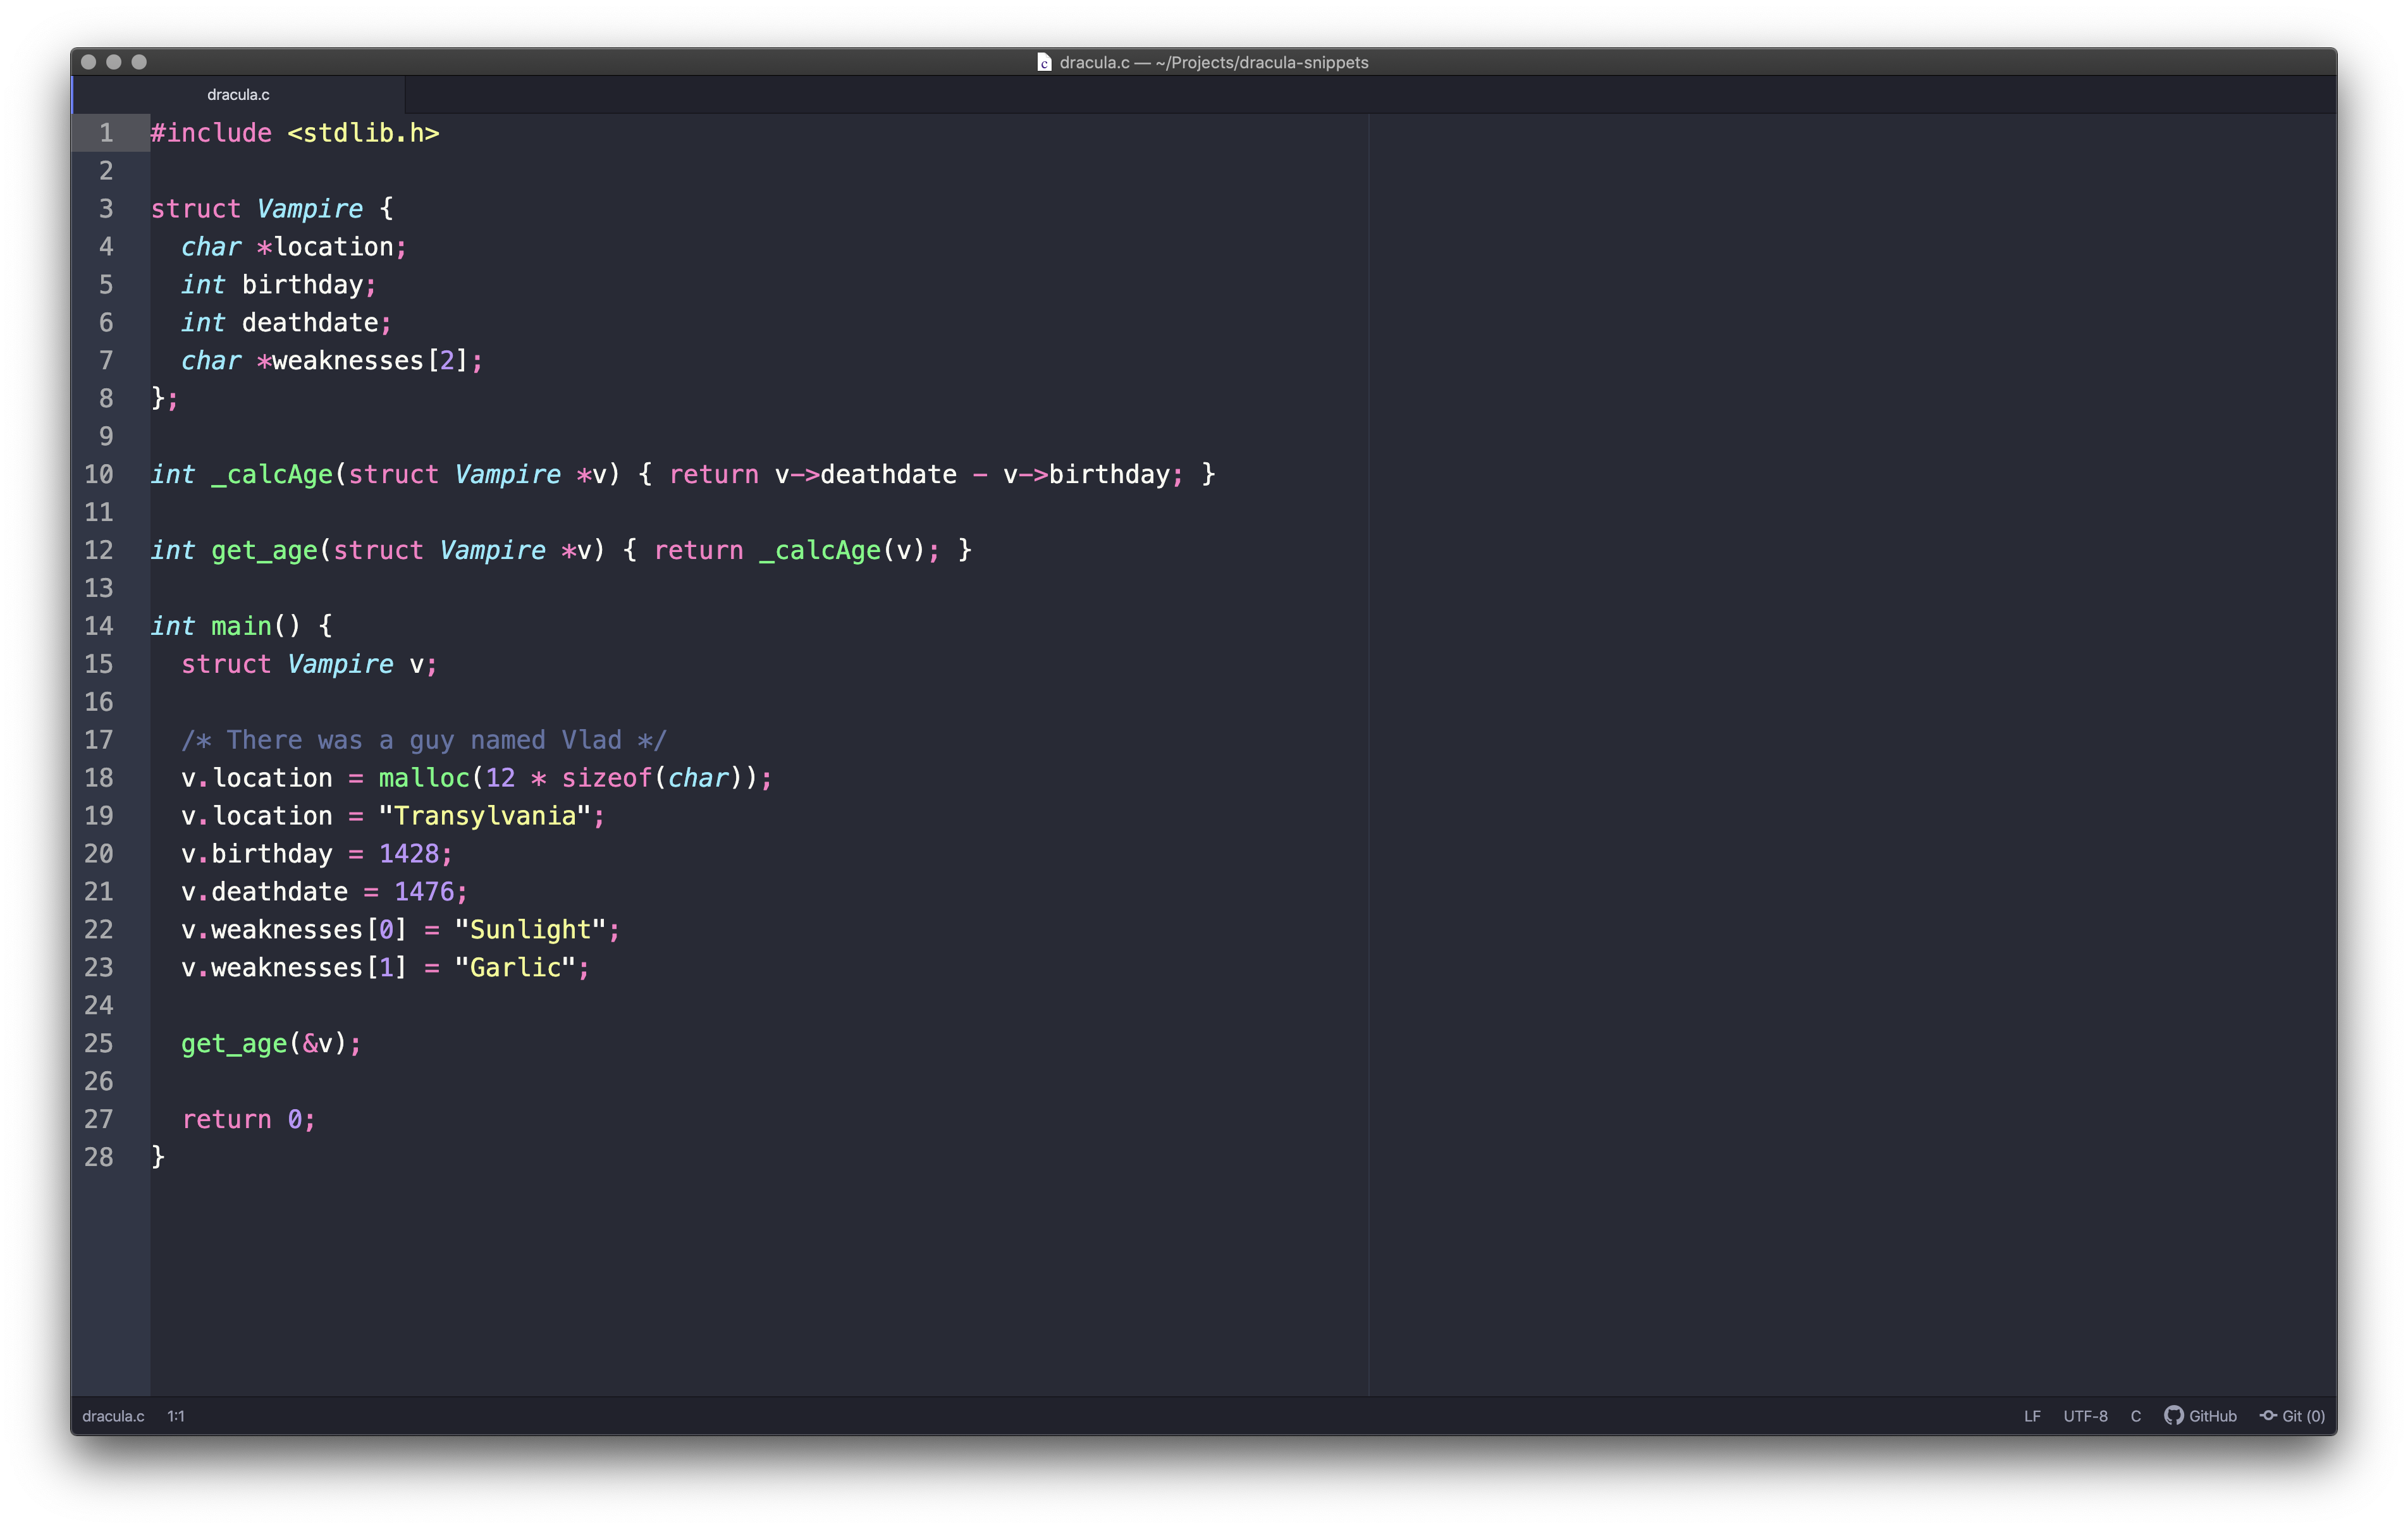 dracula.c — ~/Projects/dracula-snippets
dracula.c
1 #include <stdlib.h>
2
3 struct Vampire {
4   char *location;
5   int birthday;
6   int deathdate;
7   char *weaknesses[2];
8 };
9
10 int _calcAge(struct Vampire *v) { return v->deathdate - v->birthday; }
11
12 int get_age(struct Vampire *v) { return _calcAge(v); }
13
14 int main() {
15   struct Vampire v;
16
17   /* There was a guy named Vlad */
18   v.location = malloc(12 * sizeof(char));
19   v.location = "Transylvania";
20   v.birthday = 1428;
21   v.deathdate = 1476;
22   v.weaknesses[0] = "Sunlight";
23   v.weaknesses[1] = "Garlic";
24
25   get_age(&v);
26
27   return 0;
28 }
dracula.c 1:1 LF UTF-8 C GitHub Git (0)